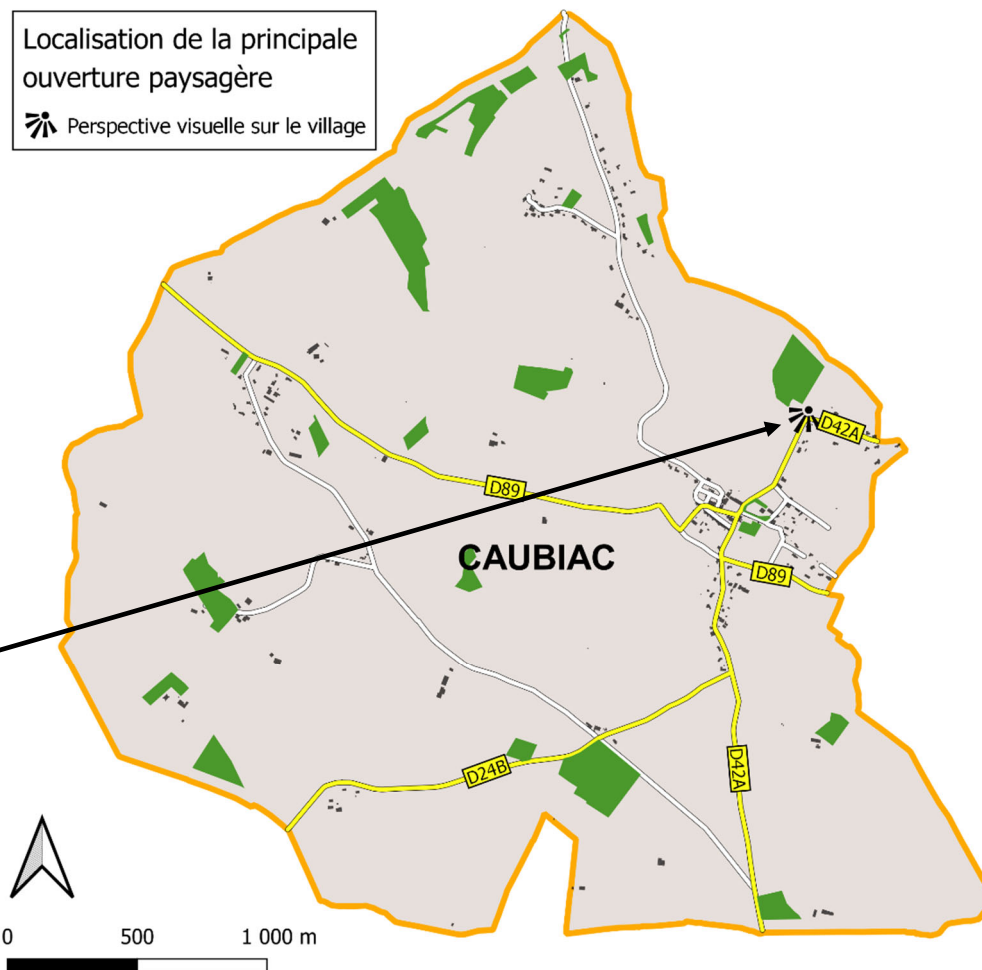 Localisation de la principale
ouverture paysagère
Perspective visuelle sur le village
D42A
D89
CAUBIAC
D89
D42A
D24B
0 500 1 000 m